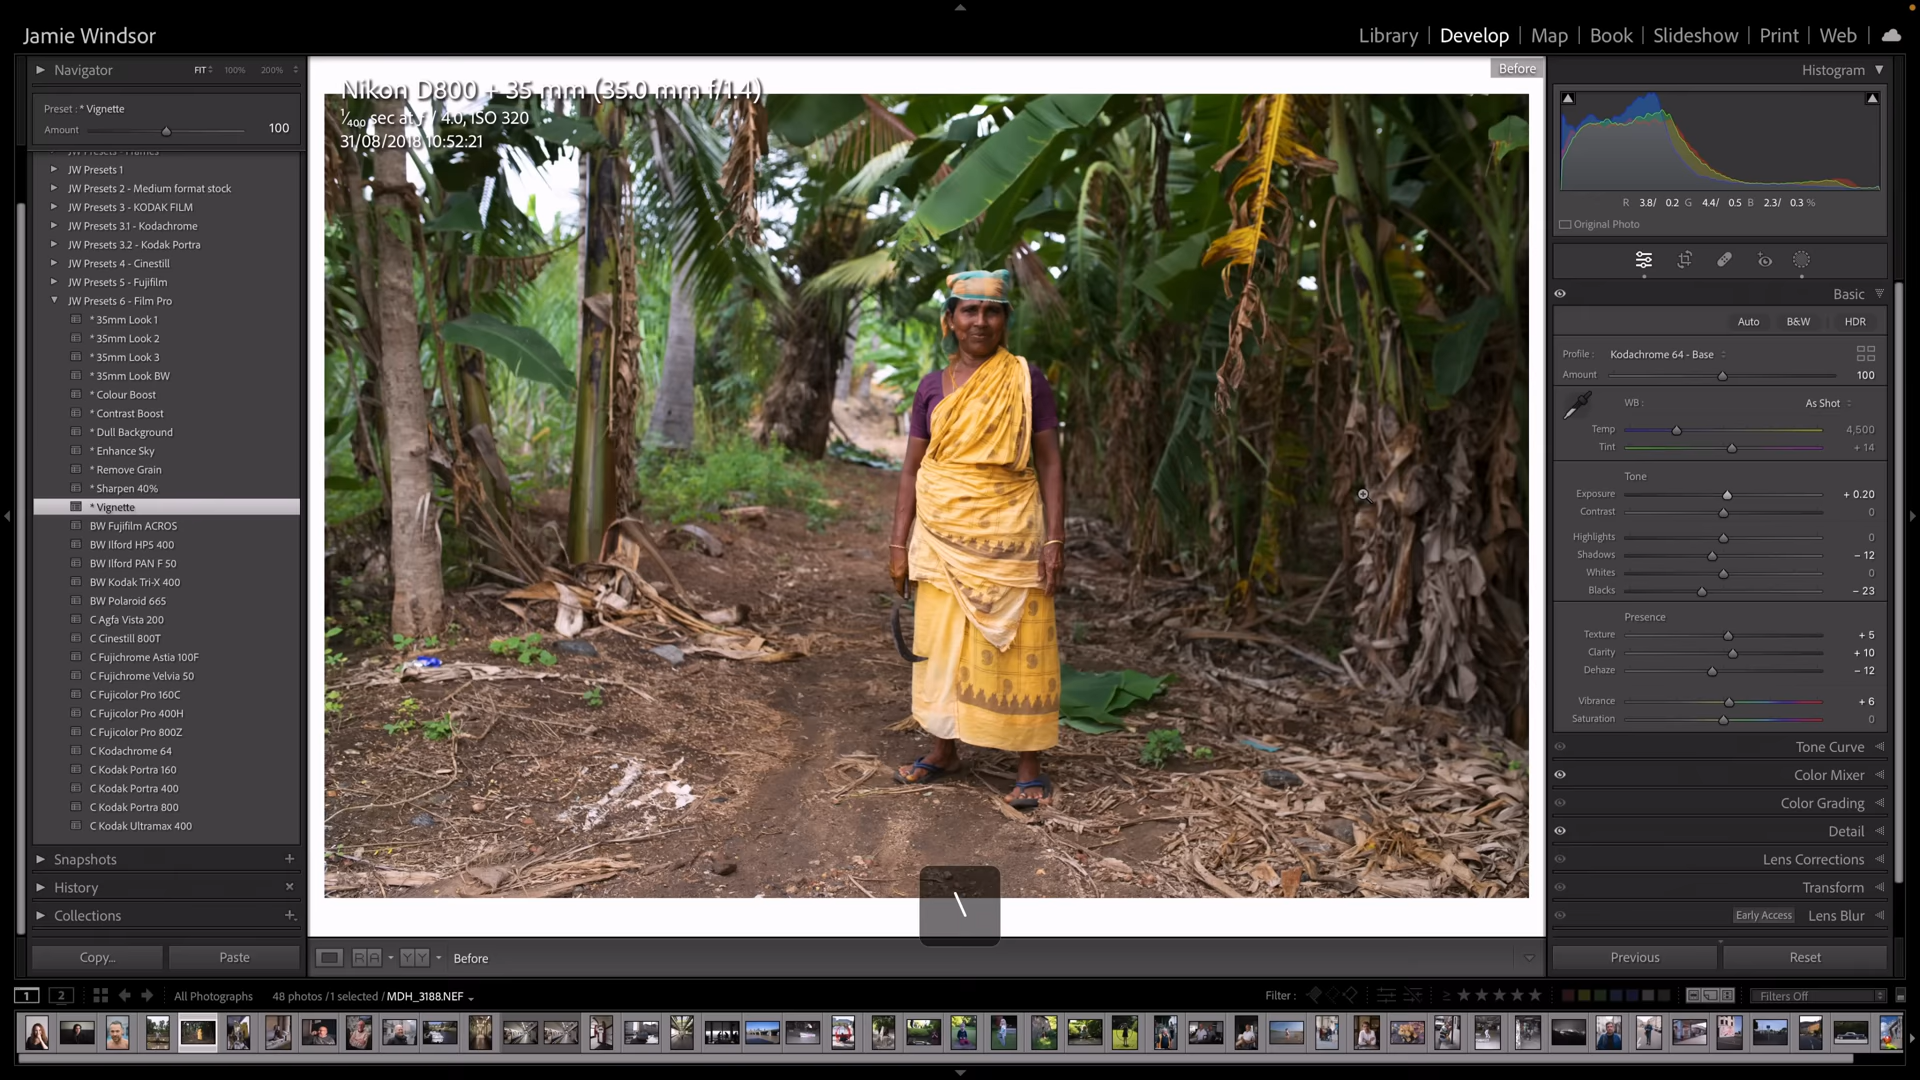 Jamie Windsor
Library | Develop | Map | Book | Slideshow | Print | Web
Navigator FIT 100% 200%
Preset : * Vignette
Amount 100
JW Presets - Frames
JW Presets 1
JW Presets 2 - Medium format stock
JW Presets 3 - KODAK FILM
JW Presets 3.1 - Kodachrome
JW Presets 3.2 - Kodak Portra
JW Presets 4 - Cinestill
JW Presets 5 - Fujifilm
JW Presets 6 - Film Pro
* 35mm Look 1
* 35mm Look 2
* 35mm Look 3
* 35mm Look BW
* Colour Boost
* Contrast Boost
* Dull Background
* Enhance Sky
* Remove Grain
* Sharpen 40%
* Vignette
BW Fujifilm ACROS
BW Ilford HP5 400
BW Ilford PAN F 50
BW Kodak Tri-X 400
BW Polaroid 665
C Agfa Vista 200
C Cinestill 800T
C Fujichrome Astia 100F
C Fujichrome Velvia 50
C Fujicolor Pro 160C
C Fujicolor Pro 400H
C Fujicolor Pro 800Z
C Kodachrome 64
C Kodak Portra 160
C Kodak Portra 400
C Kodak Portra 800
C Kodak Ultramax 400
Snapshots +
History ×
Collections +
Copy... Paste
Before
Nikon D800 + 35 mm (35.0 mm f/1.4)
1/400 sec at f / 4.0, ISO 320
31/08/2018 10:52:21
\
R A Y Y Before
Histogram
R 3.8/ 0.2 G 4.4/ 0.5 B 2.3/ 0.3 %
Original Photo
Basic
Auto B&W HDR
Profile : Kodachrome 64 - Base
Amount 100
WB : As Shot
Temp 4,500
Tint + 14
Tone
Exposure + 0.20
Contrast 0
Highlights 0
Shadows – 12
Whites 0
Blacks – 23
Presence
Texture + 5
Clarity + 10
Dehaze – 12
Vibrance + 6
Saturation 0
Tone Curve
Color Mixer
Color Grading
Detail
Lens Corrections
Transform
Early Access Lens Blur
Previous Reset
1 2 All Photographs 48 photos / 1 selected / MDH_3188.NEF Filter : ≥ ★★★★★ Filters Off